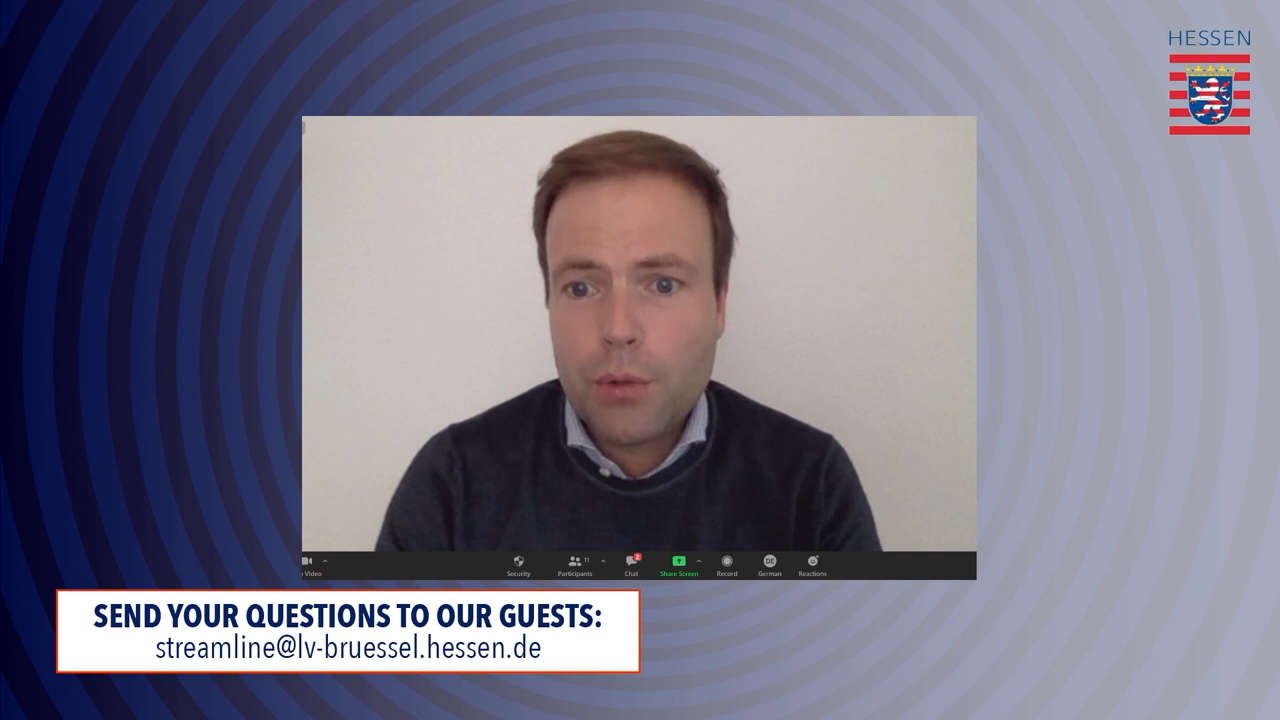 HESSEN
Video
Security
Participants
11
Chat
2
Share Screen
Record
DE
German
Reactions
SEND YOUR QUESTIONS TO OUR GUESTS:
streamline@lv-bruessel.hessen.de